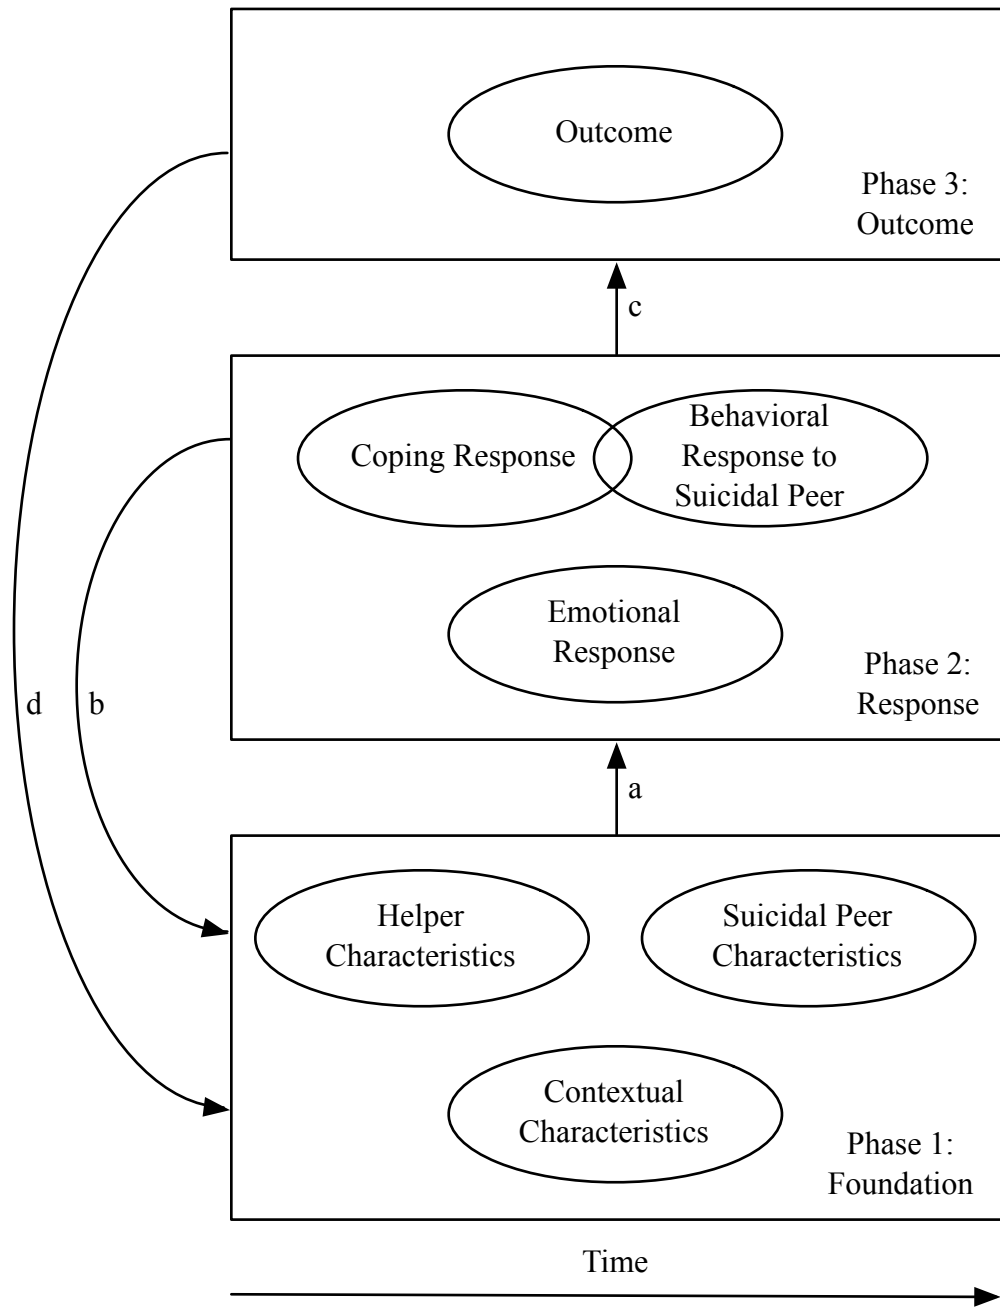 Outcome
Phase 3:
Outcome
c
Coping Response
Behavioral
Response to
Suicidal Peer
Emotional
Response
Phase 2:
Response
d
b
a
Helper
Characteristics
Suicidal Peer
Characteristics
Contextual
Characteristics
Phase 1:
Foundation
Time